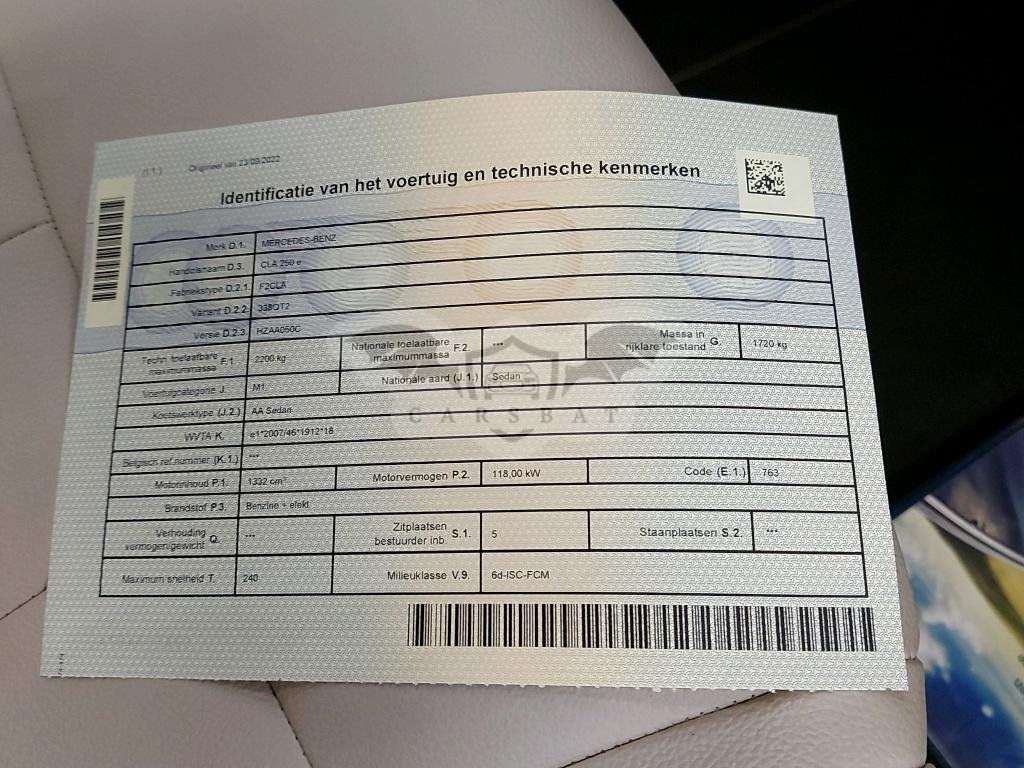 (I.1.) Origineel van 23/09/2022
Identificatie van het voertuig en technische kenmerken
Merk D.1. MERCEDES-BENZ
Handelsnaam D.3. CLA 250 e
Fabriekstype D.2.1. F2CLA
Variant D.2.2. 338QT2
Versie D.2.3. HZAA050C
Techn. toelaatbare maximummassa F.1. 2200 kg Nationale toelaatbare maximummassa F.2. *** Massa in rijklare toestand G. 1720 kg
Voertuigcategorie J. M1 Nationale aard (J.1.) Sedan
Koetswerktype (J.2.) AA Sedan
CARSBAT
WVTA K. e1*2007/46*1912*18
Belgisch ref.nummer (K.1.) ***
Motorinhoud P.1. 1332 cm³ Motorvermogen P.2. 118,00 kW Code (E.1.) 763
Brandstof P.3. Benzine + elekt
Verhouding vermogen/gewicht Q. *** Zitplaatsen bestuurder inb. S.1. 5 Staanplaatsen S.2. ***
Maximum snelheid T. 240 Milieuklasse V.9. 6d-ISC-FCM